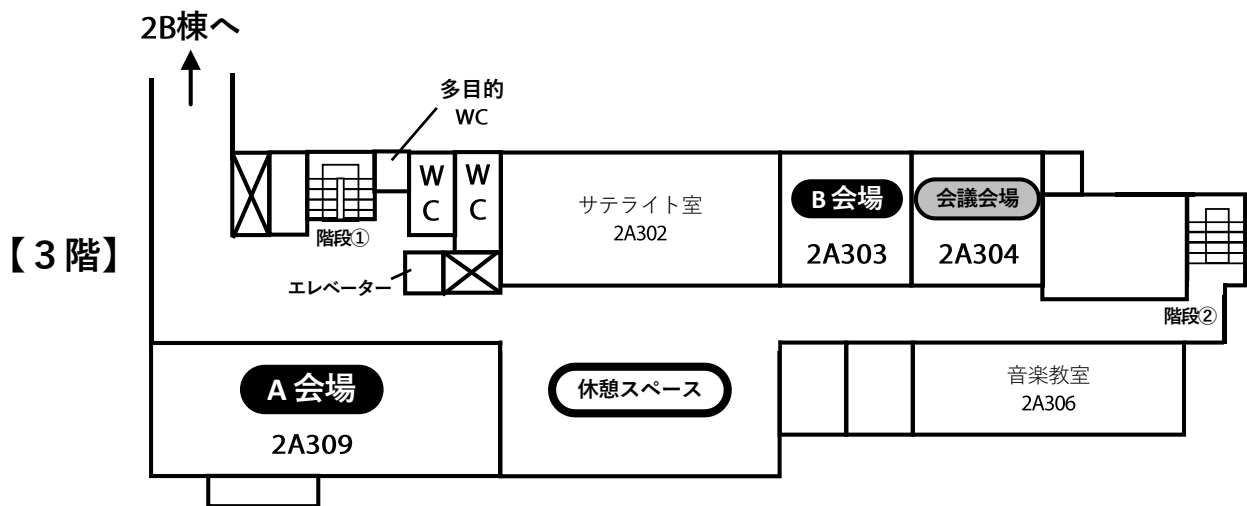 2B棟へ
多目的
WC
W
C
W
C
階段①
エレベーター
【３階】
サテライト室
2A302
B 会場
2A303
会議会場
2A304
階段②
A 会場
2A309
休憩スペース
音楽教室
2A306